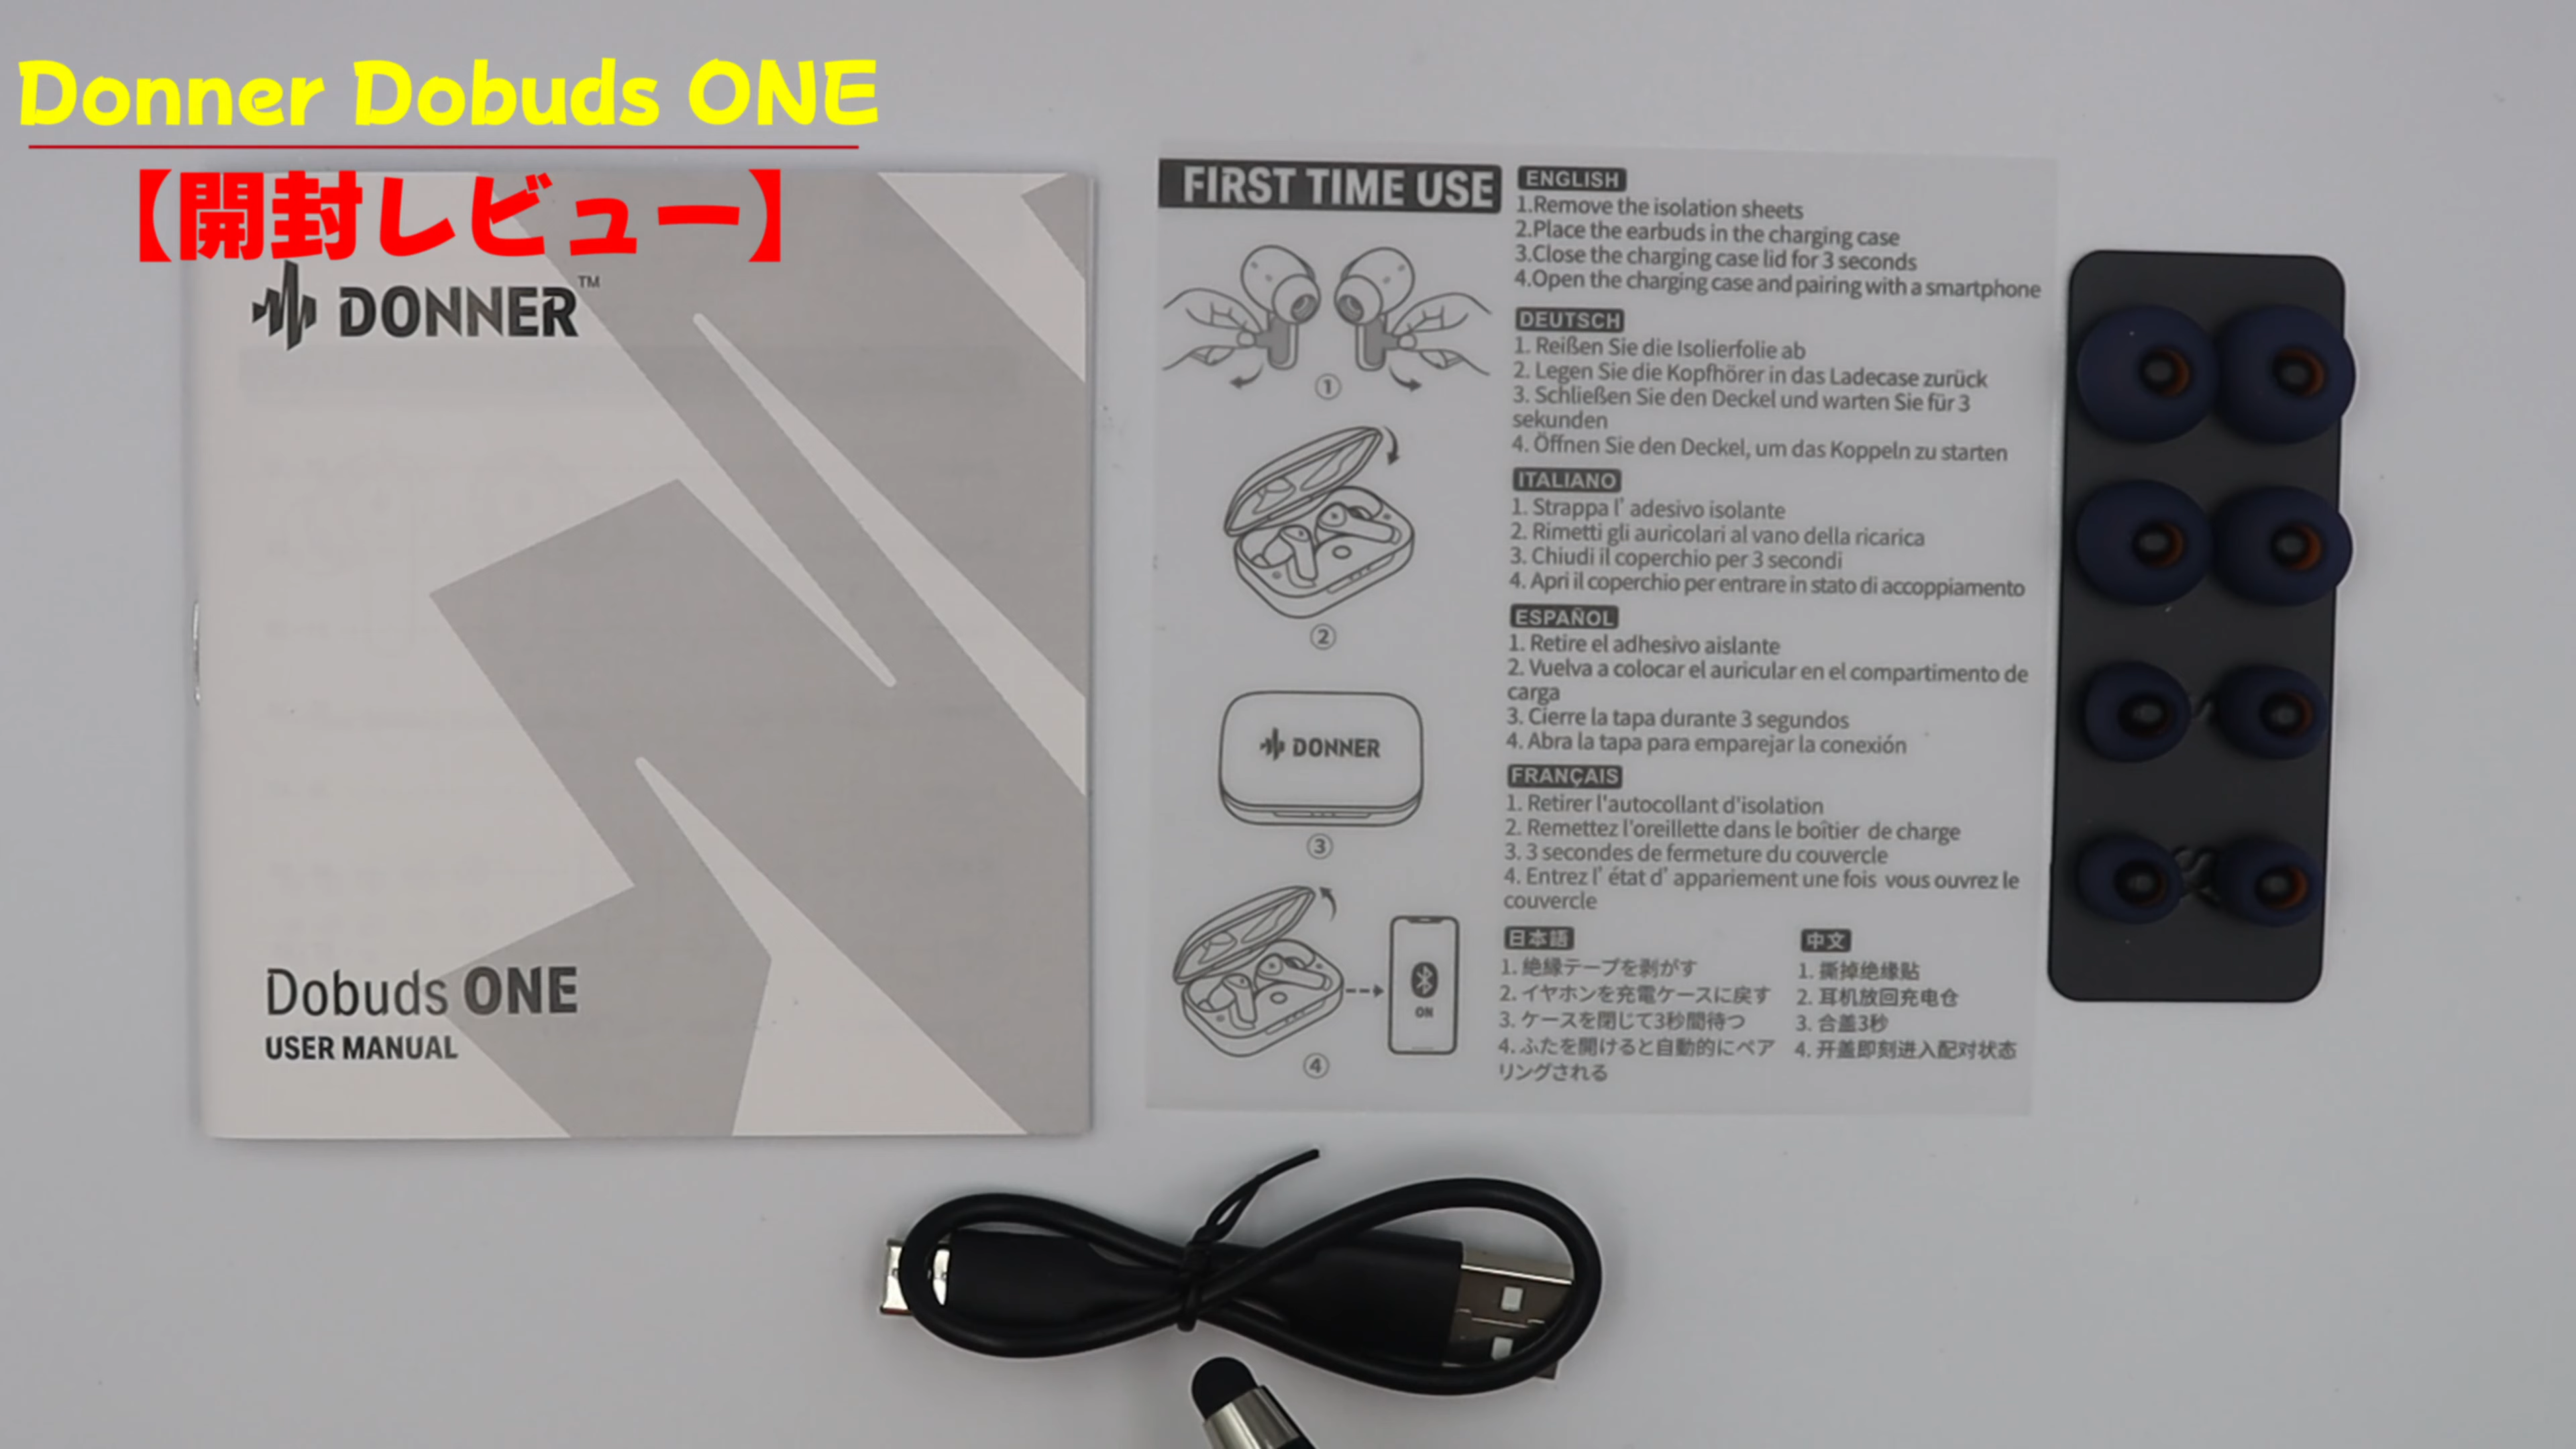 Donner Dobuds ONE
【開封レビュー】
DONNER™
Dobuds ONE
USER MANUAL
FIRST TIME USE
①
②
DONNER
③
ON
④
ENGLISH
1.Remove the isolation sheets
2.Place the earbuds in the charging case
3.Close the charging case lid for 3 seconds
4.Open the charging case and pairing with a smartphone
DEUTSCH
1. Reißen Sie die Isolierfolie ab
2. Legen Sie die Kopfhörer in das Ladecase zurück
3. Schließen Sie den Deckel und warten Sie für 3
sekunden
4. Öffnen Sie den Deckel, um das Koppeln zu starten
ITALIANO
1. Strappa l' adesivo isolante
2. Rimetti gli auricolari al vano della ricarica
3. Chiudi il coperchio per 3 secondi
4. Apri il coperchio per entrare in stato di accoppiamento
ESPAÑOL
1. Retire el adhesivo aislante
2. Vuelva a colocar el auricular en el compartimento de
carga
3. Cierre la tapa durante 3 segundos
4. Abra la tapa para emparejar la conexión
FRANÇAIS
1. Retirer l'autocollant d'isolation
2. Remettez l'oreillette dans le boîtier de charge
3. 3 secondes de fermeture du couvercle
4. Entrez l' état d' appariement une fois vous ouvrez le
couvercle
日本語
1. 絶縁テープを剥がす
2. イヤホンを充電ケースに戻す
3. ケースを閉じて3秒間待つ
4. ふたを開けると自動的にペア
リングされる
中文
1. 撕掉绝缘贴
2. 耳机放回充电仓
3. 合盖3秒
4. 开盖即刻进入配对状态